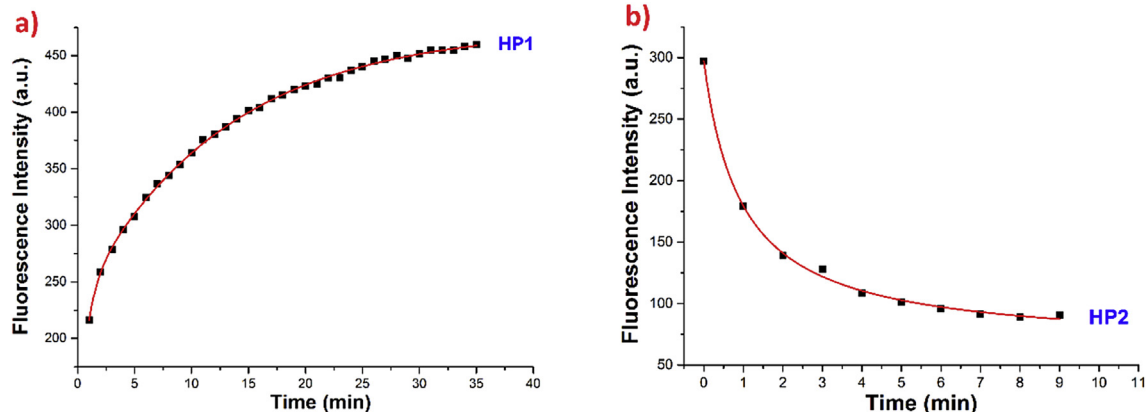 a)
HP1
Fluorescence Intensity (a.u.)
450
400
350
300
250
200
0 5 10 15 20 25 30 35 40
Time (min)
b)
HP2
Fluorescence Intensity (a.u.)
300
250
200
150
100
50
0 1 2 3 4 5 6 7 8 9 10 11
Time (min)